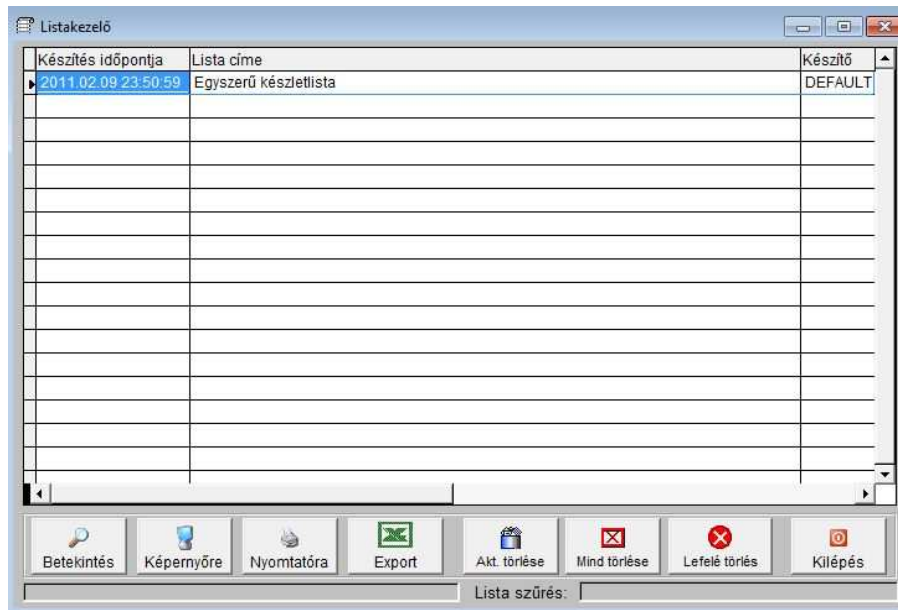 Listakezelő
Készítés időpontja Lista címe Készítő
2011.02.09 23:50:59 Egyszerű készletlista DEFAULT
Betekintés Képernyőre Nyomtatóra Export Akt. törlése Mind törlése Lefelé törlés Kilépés
Lista szűrés: